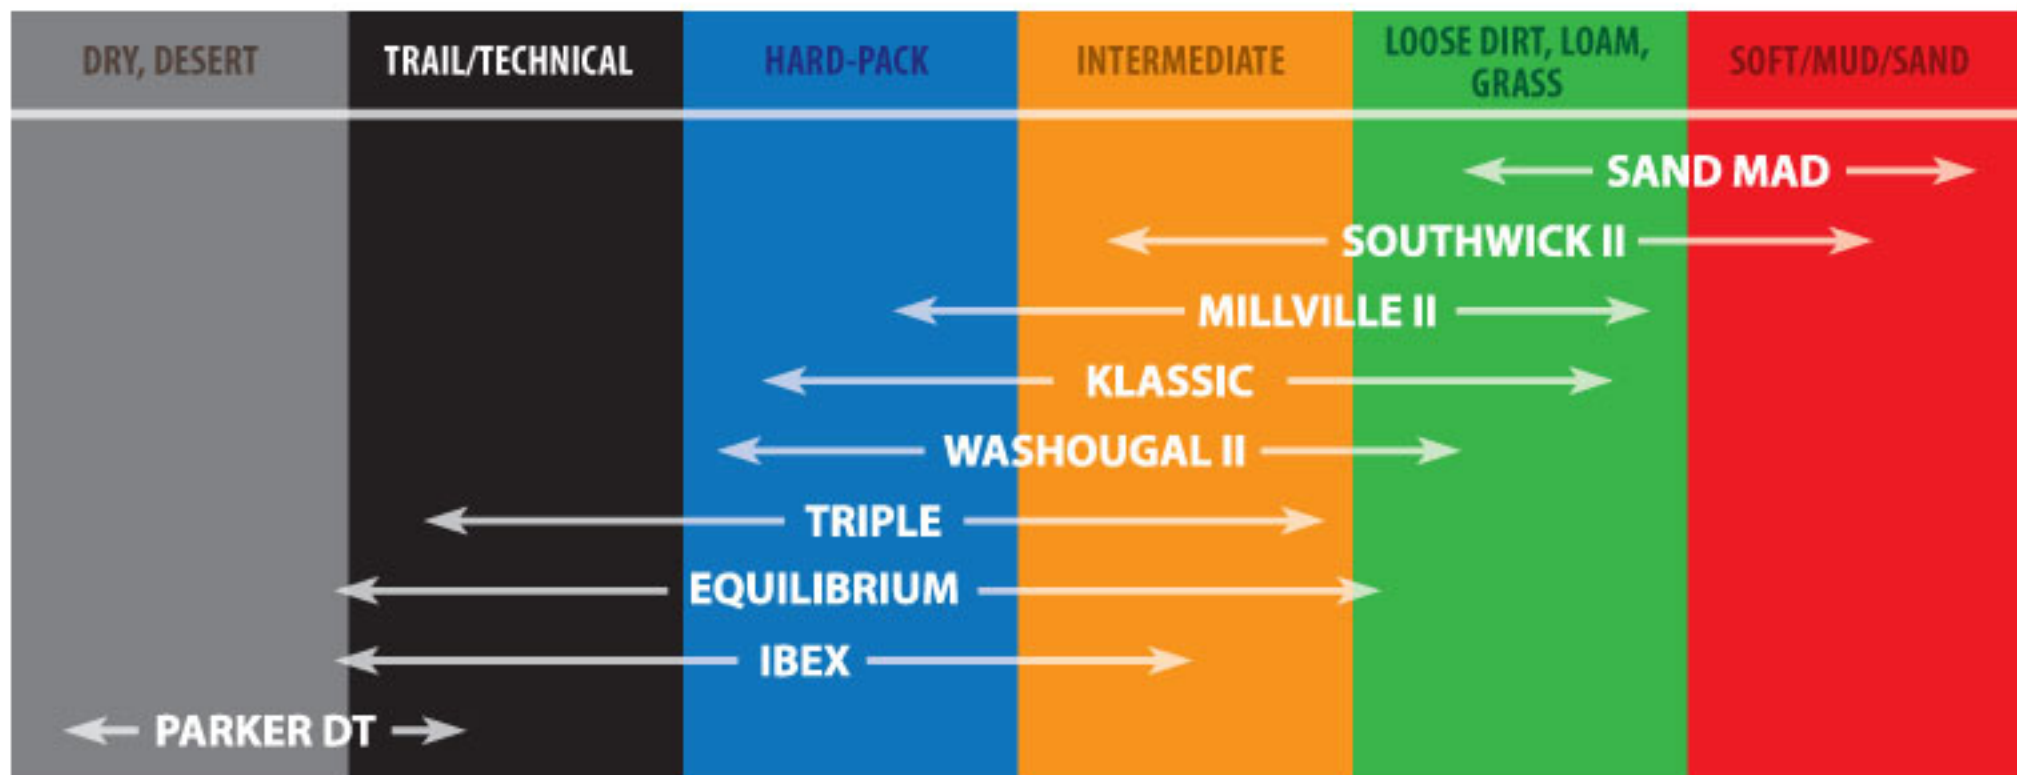 DRY, DESERT
TRAIL/TECHNICAL
HARD-PACK
INTERMEDIATE
LOOSE DIRT, LOAM,
GRASS
SOFT/MUD/SAND
SAND MAD
SOUTHWICK II
MILLVILLE II
KLASSIC
WASHOUGAL II
TRIPLE
EQUILIBRIUM
IBEX
PARKER DT